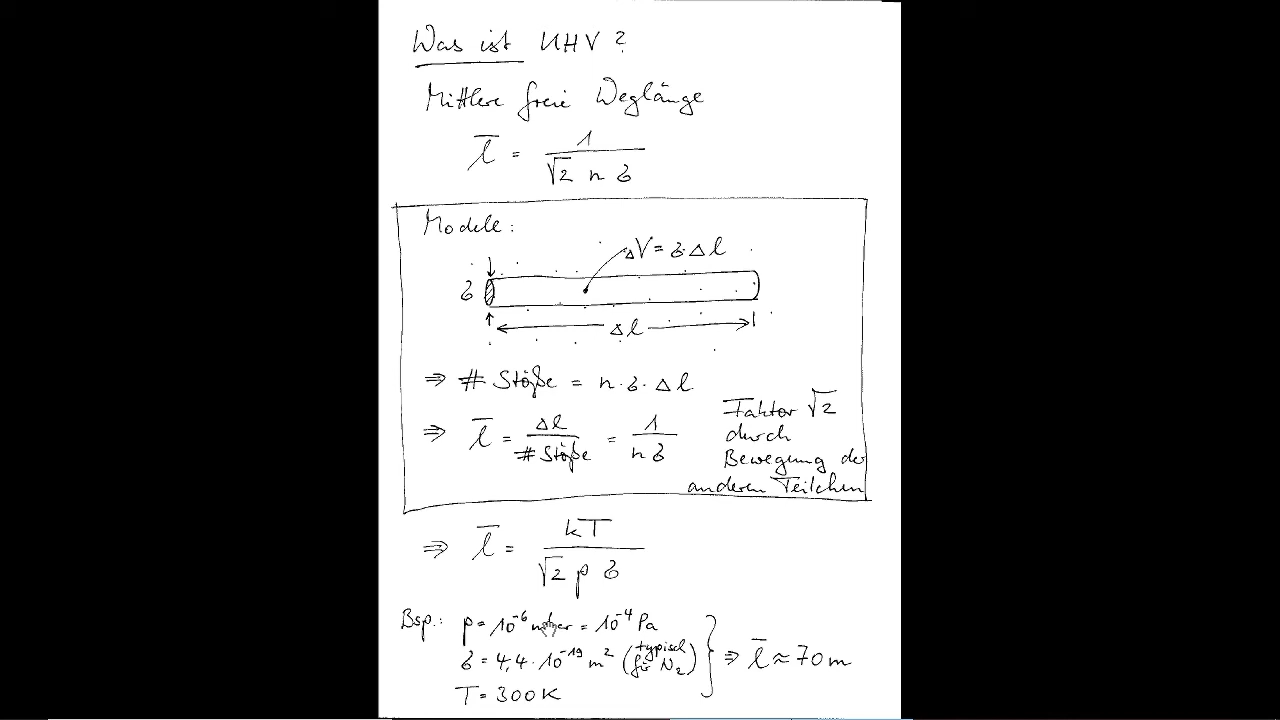 Was ist UHV?
Mittlere freie Weglänge
l̅ = 1 / (√2 n σ)
Modell:
ΔV = σ·Δl
σ
Δl
⇒ # Stöße = n·σ·Δl
⇒ l̅ = Δl / # Stöße = 1 / (n σ)
Faktor √2
durch
Bewegung der
anderen Teilchen
⇒ l̅ = kT / (√2 p σ)
Bsp.: p = 10⁻⁶ mbar = 10⁻⁴ Pa
σ = 4,4·10⁻¹⁹ m² (typisch für N₂)
T = 300K
⇒ l̅ ≈ 70m